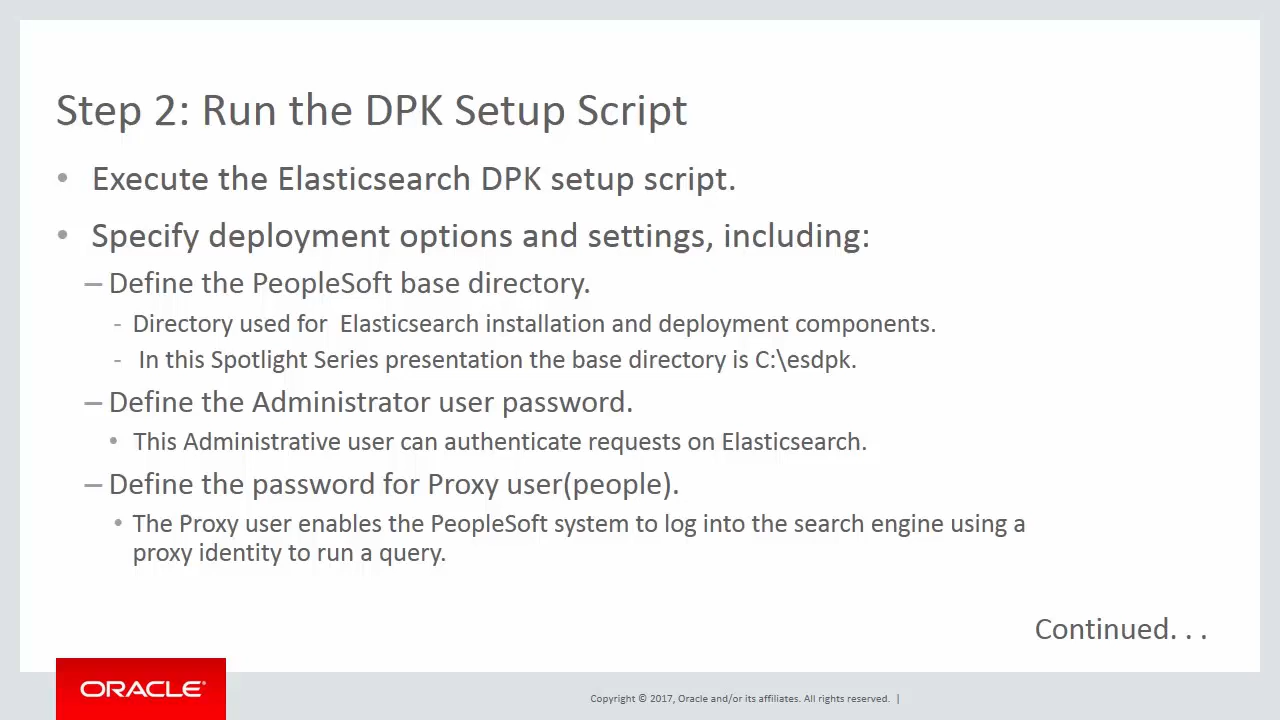 Step 2: Run the DPK Setup Script
• Execute the Elasticsearch DPK setup script.
• Specify deployment options and settings, including:
– Define the PeopleSoft base directory.
- Directory used for  Elasticsearch installation and deployment components.
- In this Spotlight Series presentation the base directory is C:\esdpk.
– Define the Administrator user password.
• This Administrative user can authenticate requests on Elasticsearch.
– Define the password for Proxy user(people).
• The Proxy user enables the PeopleSoft system to log into the search engine using a
proxy identity to run a query.
Continued. . .
ORACLE®
Copyright © 2017, Oracle and/or its affiliates. All rights reserved. |